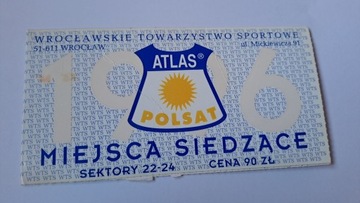 WROCŁAWSKIE TOWARZYSTWO SPORTOWE
51-611 WROCŁAW ul. Mickiewicza 91
1996
ATLAS®
POLSAT
MIEJSCA SIEDZĄCE
SEKTORY 22-24 CENA 90 ZŁ